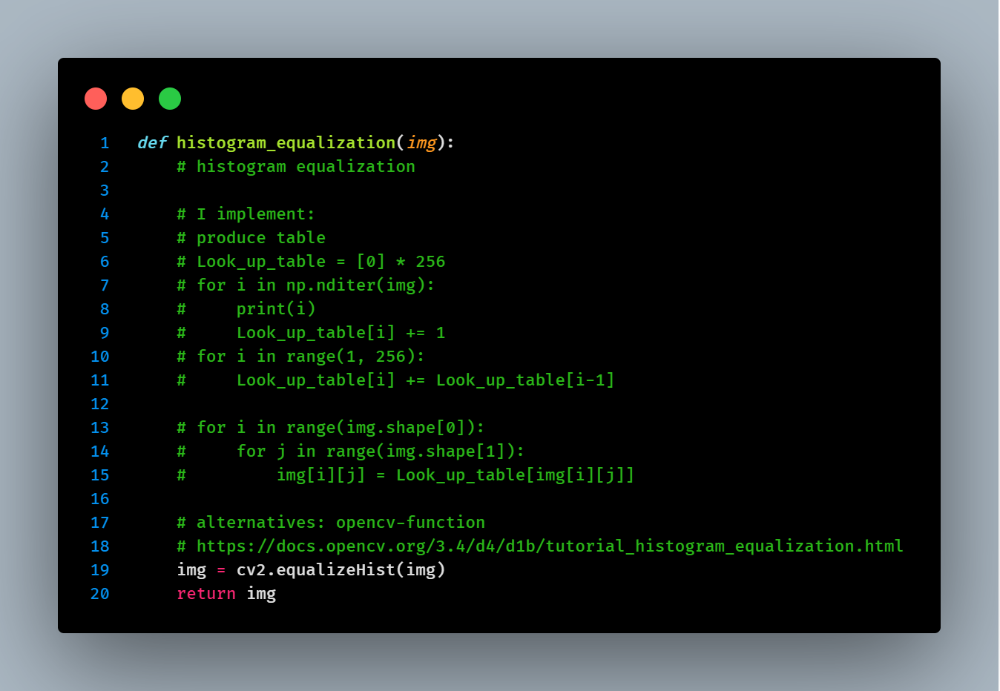 1 def histogram_equalization(img):
2     # histogram equalization
3
4     # I implement:
5     # produce table
6     # Look_up_table = [0] * 256
7     # for i in np.nditer(img):
8     #     print(i)
9     #     Look_up_table[i] += 1
10     # for i in range(1, 256):
11     #     Look_up_table[i] += Look_up_table[i-1]
12
13     # for i in range(img.shape[0]):
14     #     for j in range(img.shape[1]):
15     #         img[i][j] = Look_up_table[img[i][j]]
16
17     # alternatives: opencv-function
18     # https://docs.opencv.org/3.4/d4/d1b/tutorial_histogram_equalization.html
19     img = cv2.equalizeHist(img)
20     return img